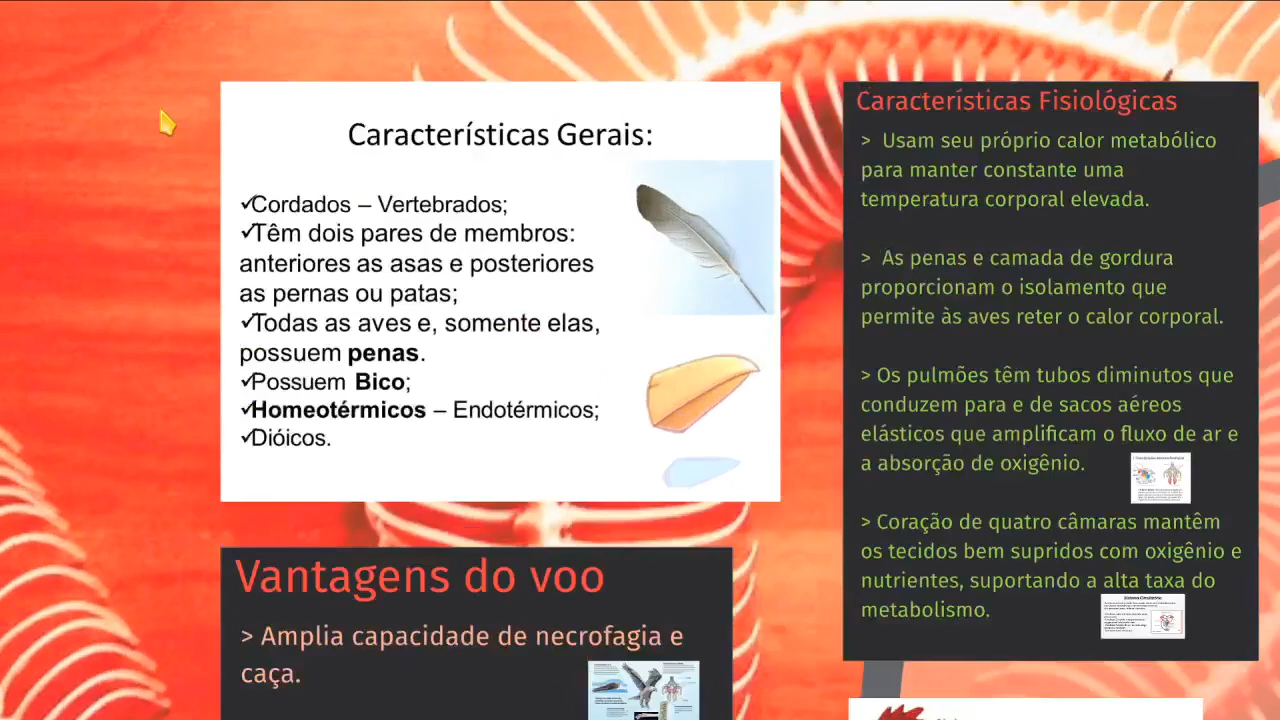 Características Gerais:
✓Cordados – Vertebrados;
✓Têm dois pares de membros:
anteriores as asas e posteriores
as pernas ou patas;
✓Todas as aves e, somente elas,
possuem penas.
✓Possuem Bico;
✓Homeotérmicos – Endotérmicos;
✓Dióicos.
Vantagens do voo
> Amplia capacidade de necrofagia e
caça.
Características Fisiológicas
> Usam seu próprio calor metabólico
para manter constante uma
temperatura corporal elevada.
> As penas e camada de gordura
proporcionam o isolamento que
permite às aves reter o calor corporal.
> Os pulmões têm tubos diminutos que
conduzem para e de sacos aéreos
elásticos que amplificam o fluxo de ar e
a absorção de oxigênio.
> Coração de quatro câmaras mantêm
os tecidos bem supridos com oxigênio e
nutrientes, suportando a alta taxa do
metabolismo.